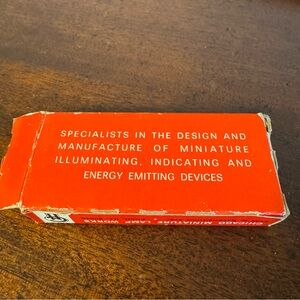 SPECIALISTS IN THE DESIGN AND
MANUFACTURE OF MINIATURE
ILLUMINATING, INDICATING AND
ENERGY EMITTING DEVICES
CHICAGO MINIATURE LAMP WORKS